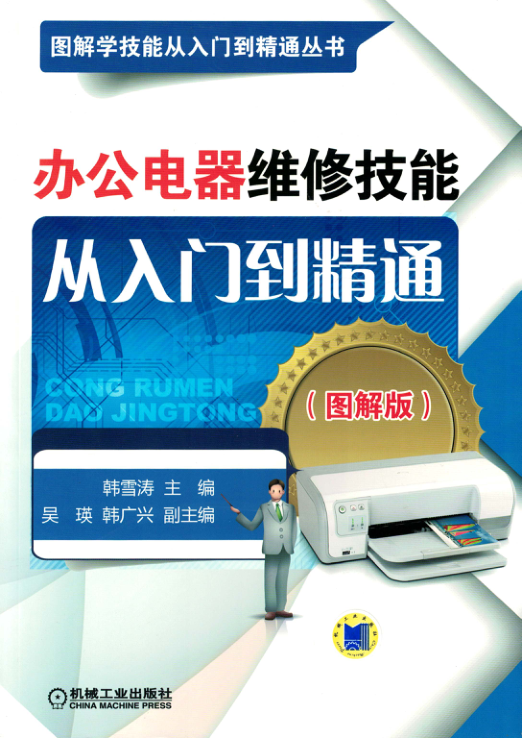 图解学技能从入门到精通丛书
办公电器维修技能
从入门到精通
CONG RUMEN
DAO JINGTONG
（图解版）
韩雪涛 主 编
吴 瑛 韩广兴 副主编
机械工业出版社
CHINA MACHINE PRESS